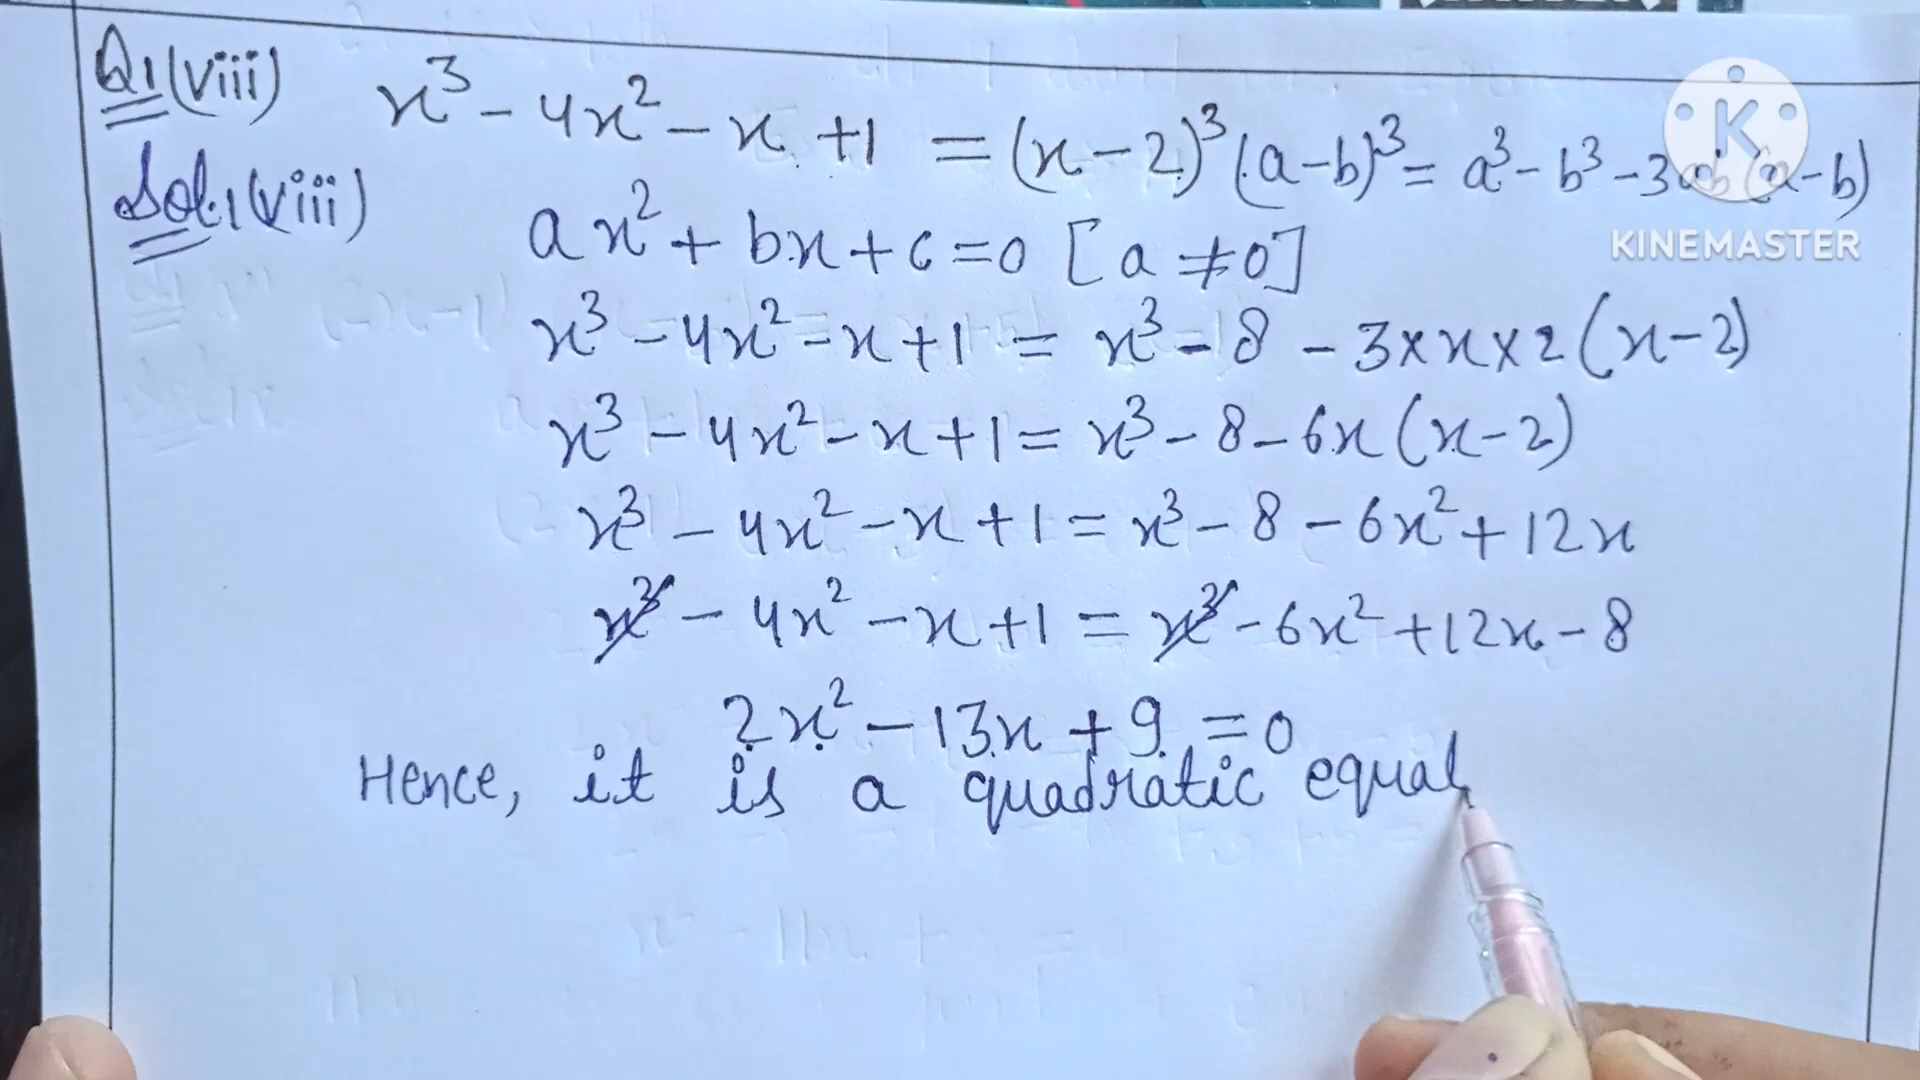 Q1(viii) x³ - 4x² - x + 1 = (x-2)³ (a-b)³ = a³ - b³ - 3ab(a-b)
Sol.1(viii)
ax² + bx + c = 0 [a ≠ 0]
x³ - 4x² - x + 1 = x³ - 8 - 3×x×2(x-2)
x³ - 4x² - x + 1 = x³ - 8 - 6x(x-2)
x³ - 4x² - x + 1 = x³ - 8 - 6x² + 12x
x³ - 4x² - x + 1 = x³ - 6x² + 12x - 8
2x² - 13x + 9 = 0
Hence, it is a quadratic equat
K
KINEMASTER